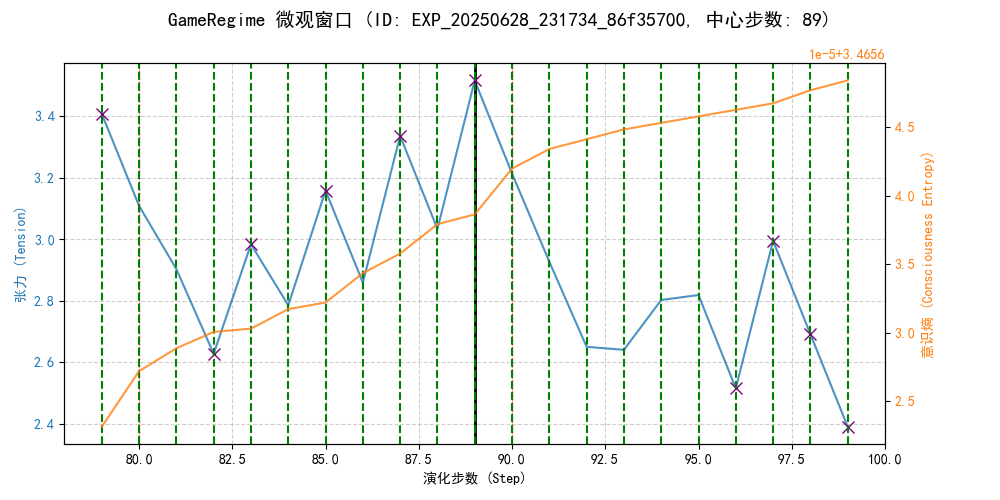 GameRegime 微观窗口 (ID: EXP_20250628_231734_86f35700, 中心步数: 89)
1e-5+3.4656
张力 (Tension)
3.4
3.2
3.0
2.8
2.6
2.4
4.5
4.0
3.5
3.0
2.5
意识熵 (Consciousness Entropy)
80.0 82.5 85.0 87.5 90.0 92.5 95.0 97.5 100.0
演化步数 (Step)